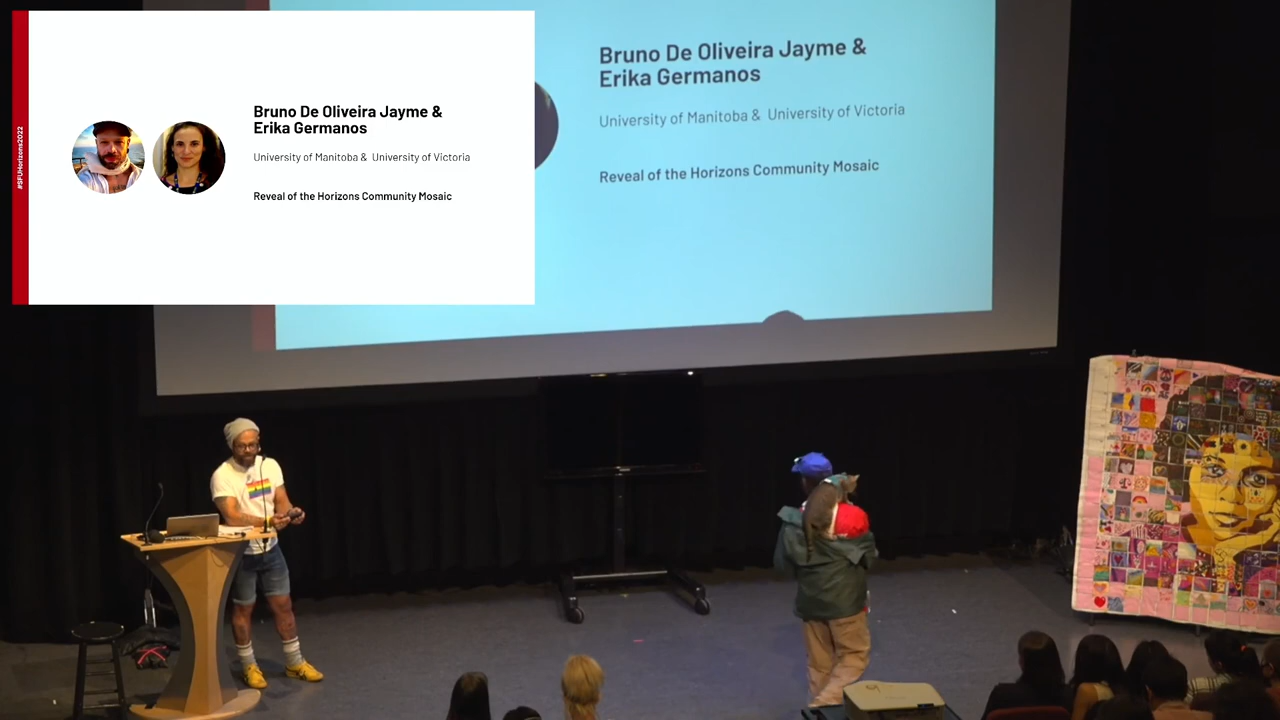 #SFUHorizons2022
Bruno De Oliveira Jayme &
Erika Germanos
University of Manitoba & University of Victoria
Reveal of the Horizons Community Mosaic
Bruno De Oliveira Jayme &
Erika Germanos
University of Manitoba & University of Victoria
Reveal of the Horizons Community Mosaic